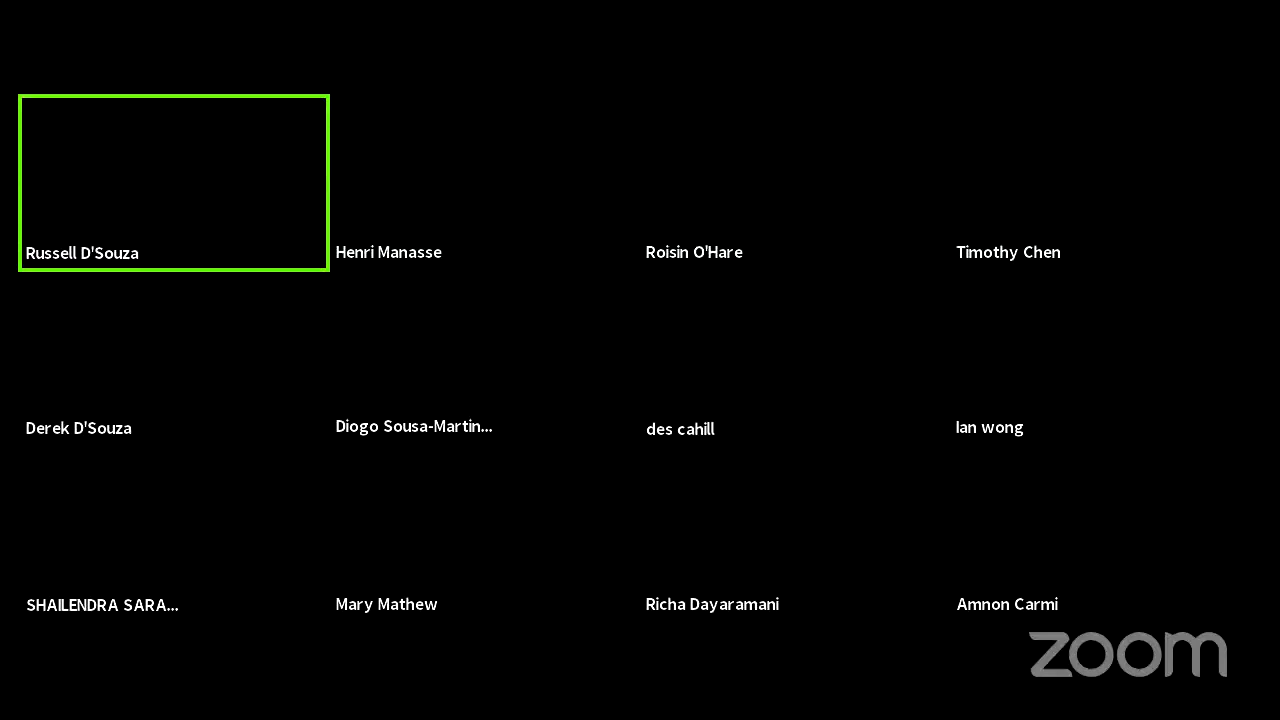 Russell D'Souza
Henri Manasse
Roisin O'Hare
Timothy Chen
Derek D'Souza
Diogo Sousa-Martin...
des cahill
Ian wong
SHAILENDRA SARA...
Mary Mathew
Richa Dayaramani
Amnon Carmi
zoom